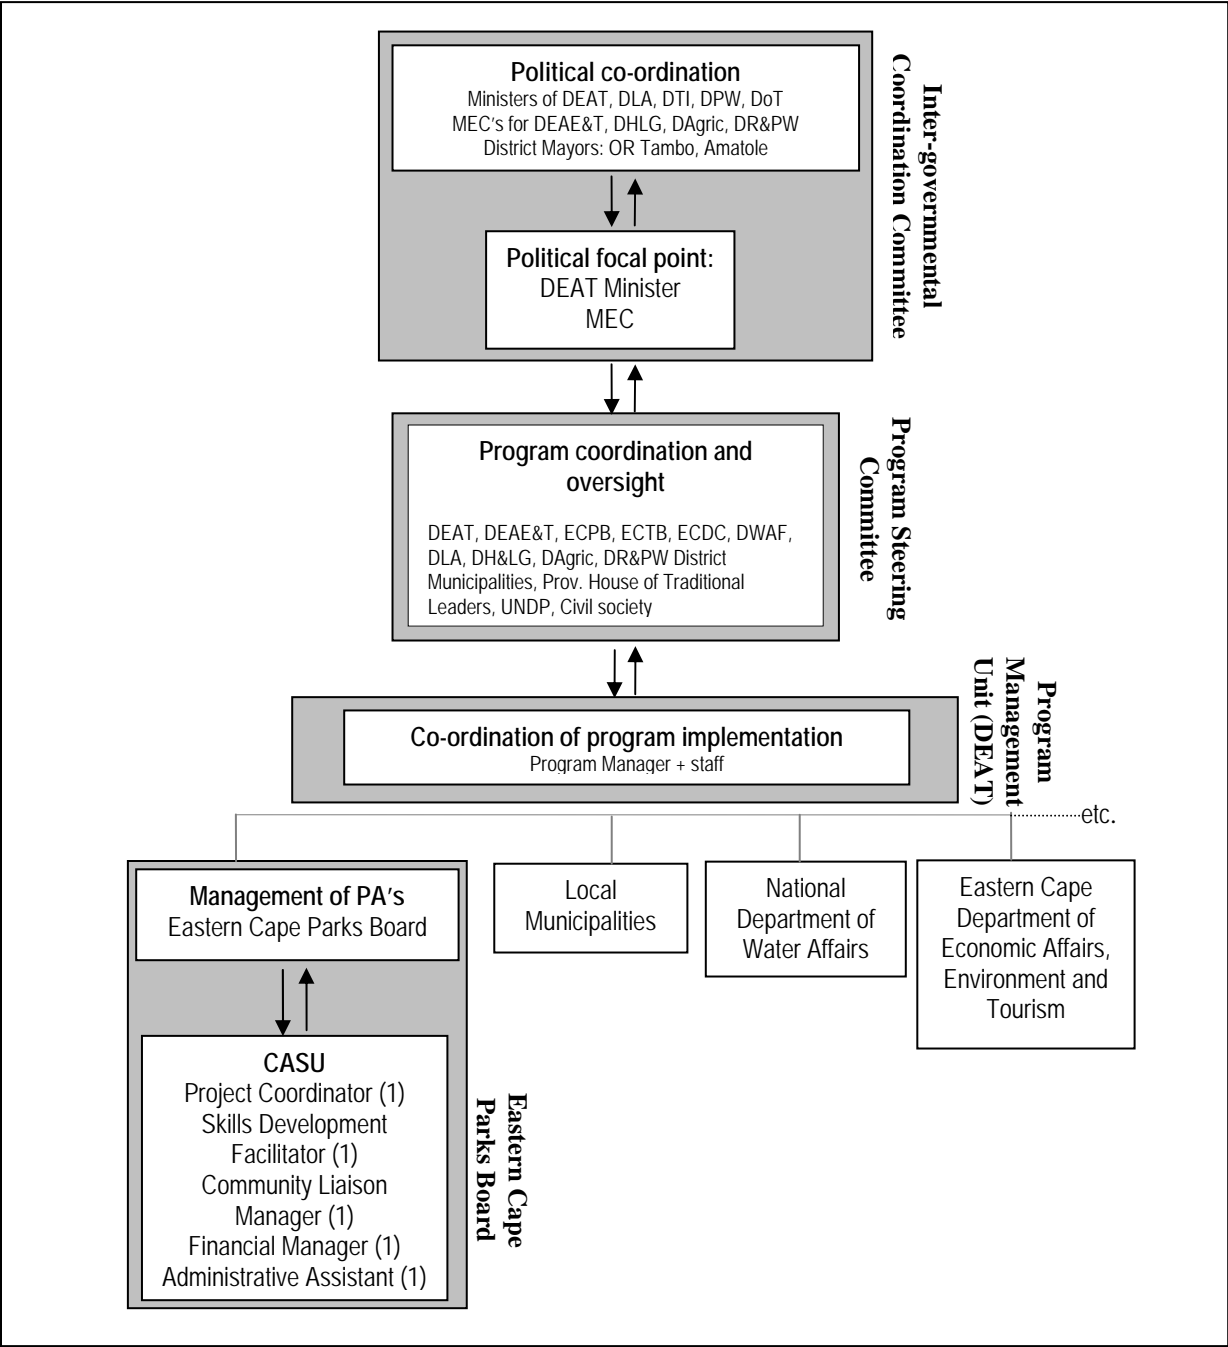 Political co-ordination
Ministers of DEAT, DLA, DTI, DPW, DoT
MEC's for DEAE&T, DHLG, DAgric, DR&PW
District Mayors: OR Tambo, Amatole
Inter-governmental
Coordination Committee
Political focal point:
DEAT Minister
MEC
Program coordination and
oversight
DEAT, DEAE&T, ECPB, ECTB, ECDC, DWAF,
DLA, DH&LG, DAgric, DR&PW District
Municipalities, Prov. House of Traditional
Leaders, UNDP, Civil society
Program Steering
Committee
Co-ordination of program implementation
Program Manager + staff
Program
Management
Unit (DEAT)
etc.
Management of PA's
Eastern Cape Parks Board
Local
Municipalities
National
Department of
Water Affairs
Eastern Cape
Department of
Economic Affairs,
Environment and
Tourism
CASU
Project Coordinator (1)
Skills Development
Facilitator (1)
Community Liaison
Manager (1)
Financial Manager (1)
Administrative Assistant (1)
Eastern Cape
Parks Board